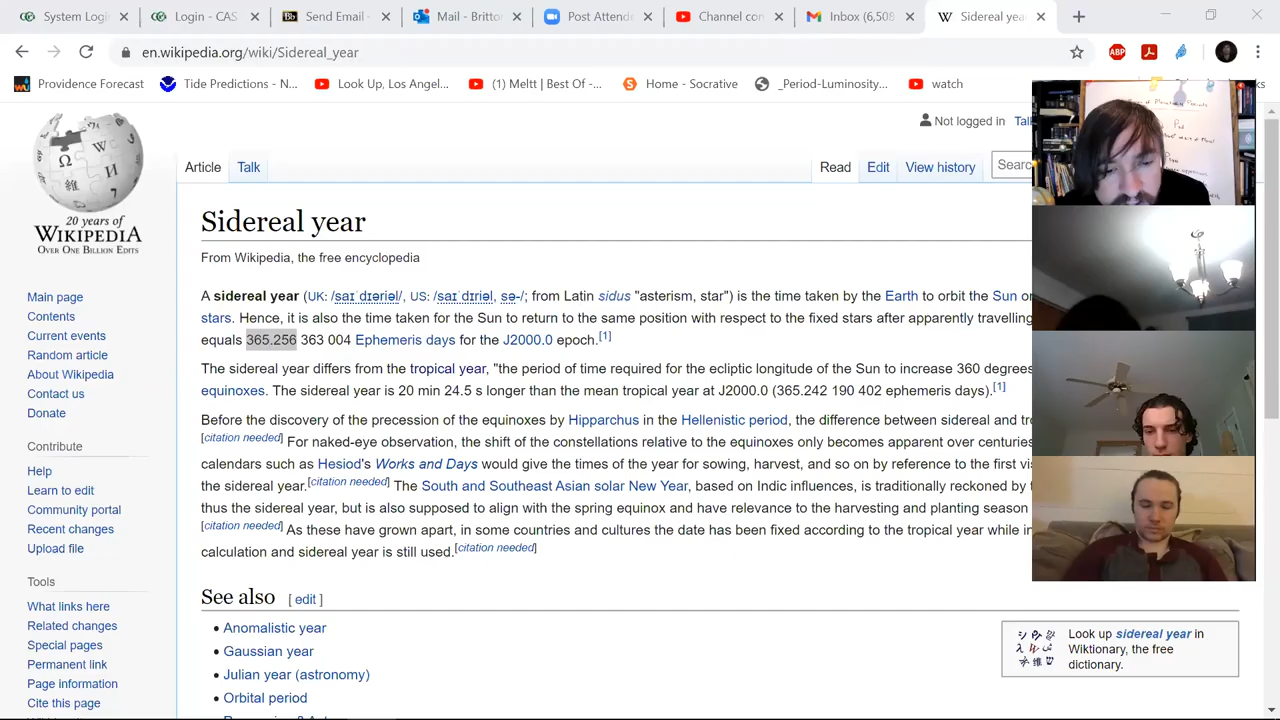 System Logi
Login - CAS
Send Email -
Mail - Britton
Post Attende
Channel con
Inbox (6,508
Sidereal yea
en.wikipedia.org/wiki/Sidereal_year
Providence Forecast
Tide Predictions - N...
Look Up, Los Angel...
(1) Meltt | Best Of -...
Home - Socrative
_Period-Luminosity...
watch
Not logged in Talk
Article Talk
Read Edit View history Searc
20 years of
WIKIPEDIA
OVER ONE BILLION EDITS
Main page
Contents
Current events
Random article
About Wikipedia
Contact us
Donate
Contribute
Help
Learn to edit
Community portal
Recent changes
Upload file
Tools
What links here
Related changes
Special pages
Permanent link
Page information
Cite this page
Sidereal year
From Wikipedia, the free encyclopedia
A sidereal year (UK: /saɪˈdɪəriəl/, US: /saɪˈdɪriəl, sə-/; from Latin sidus "asterism, star") is the time taken by the Earth to orbit the Sun
stars. Hence, it is also the time taken for the Sun to return to the same position with respect to the fixed stars after apparently travelling
equals 365.256 363 004 Ephemeris days for the J2000.0 epoch.[1]
The sidereal year differs from the tropical year, "the period of time required for the ecliptic longitude of the Sun to increase 360 degrees
equinoxes. The sidereal year is 20 min 24.5 s longer than the mean tropical year at J2000.0 (365.242 190 402 ephemeris days).[1]
Before the discovery of the precession of the equinoxes by Hipparchus in the Hellenistic period, the difference between sidereal and tro
[citation needed] For naked-eye observation, the shift of the constellations relative to the equinoxes only becomes apparent over centuries
calendars such as Hesiod's Works and Days would give the times of the year for sowing, harvest, and so on by reference to the first vi
the sidereal year.[citation needed] The South and Southeast Asian solar New Year, based on Indic influences, is traditionally reckoned by
thus the sidereal year, but is also supposed to align with the spring equinox and have relevance to the harvesting and planting season
[citation needed] As these have grown apart, in some countries and cultures the date has been fixed according to the tropical year while in
calculation and sidereal year is still used.[citation needed]
See also [ edit ]
• Anomalistic year
• Gaussian year
• Julian year (astronomy)
• Orbital period
Look up sidereal year in
Wiktionary, the free
dictionary.